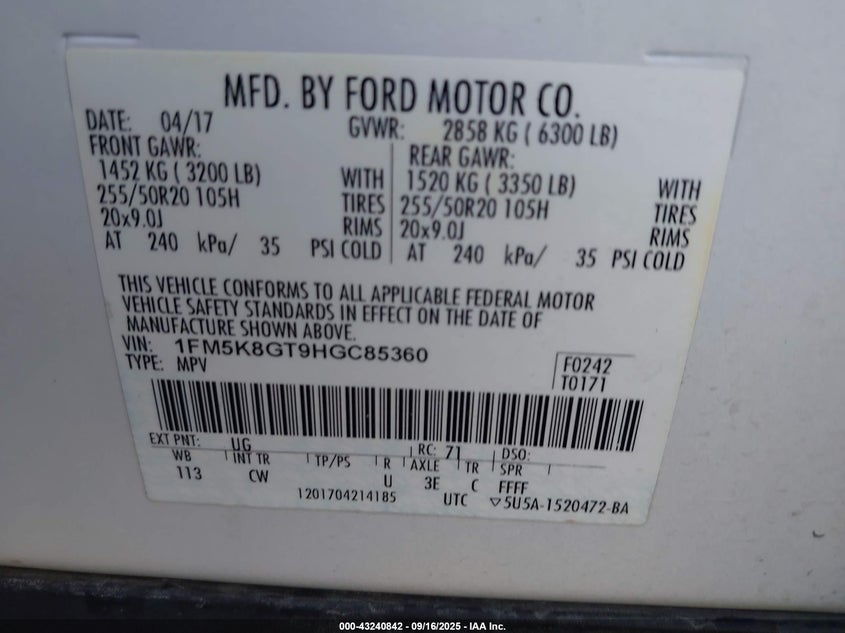 MFD. BY FORD MOTOR CO.
DATE: 04/17 GVWR: 2858 KG ( 6300 LB)
FRONT GAWR: REAR GAWR:
1452 KG ( 3200 LB) WITH 1520 KG ( 3350 LB) WITH
255/50R20 105H TIRES 255/50R20 105H TIRES
20x9.0J RIMS 20x9.0J RIMS
AT 240 kPa/ 35 PSI COLD AT 240 kPa/ 35 PSI COLD
THIS VEHICLE CONFORMS TO ALL APPLICABLE FEDERAL MOTOR
VEHICLE SAFETY STANDARDS IN EFFECT ON THE DATE OF
MANUFACTURE SHOWN ABOVE.
VIN: 1FM5K8GT9HGC85360
TYPE: MPV F0242
T0171
EXT PNT: UG RC: 71 DSO:
WB INT TR TP/PS R AXLE TR SPR
113 CW U 3E C FFFF
1201704214185 UTC ▽5U5A-1520472-BA
000-43240842 - 09/16/2025 - IAA Inc.